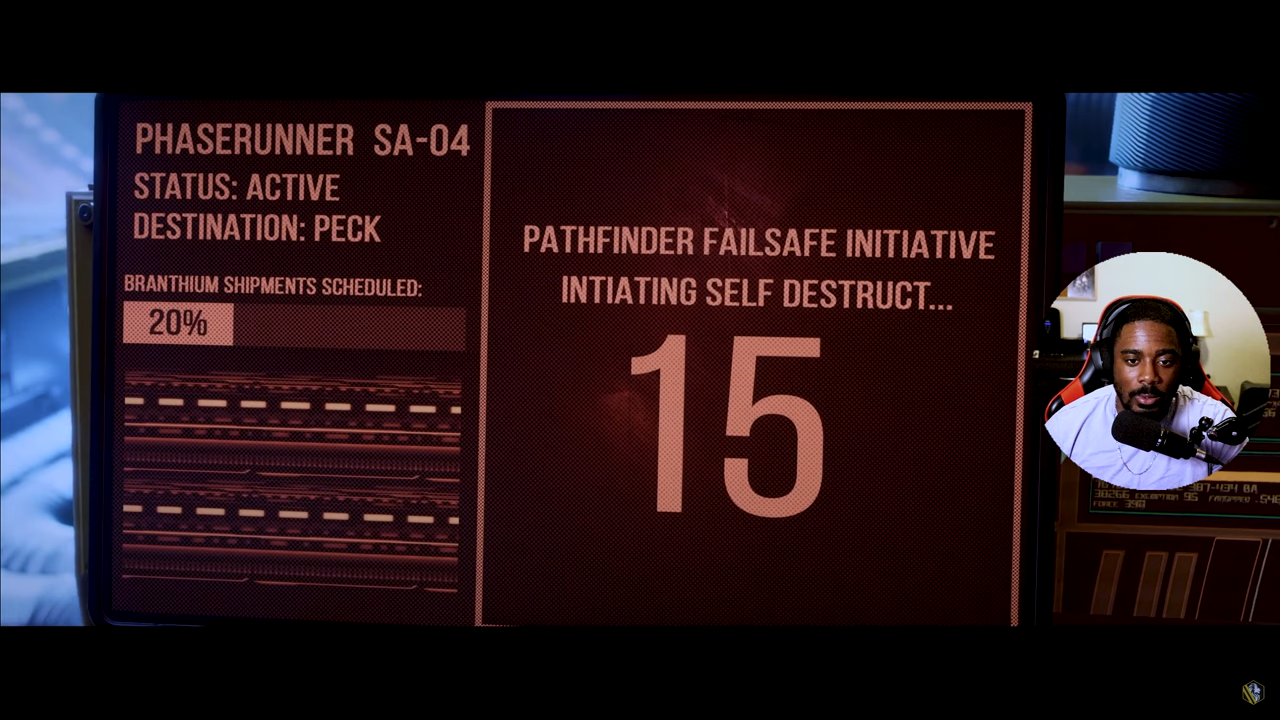 PHASERUNNER SA-04
STATUS: ACTIVE
DESTINATION: PECK
BRANTHIUM SHIPMENTS SCHEDULED:
20%
PATHFINDER FAILSAFE INITIATIVE
INTIATING SELF DESTRUCT...
15